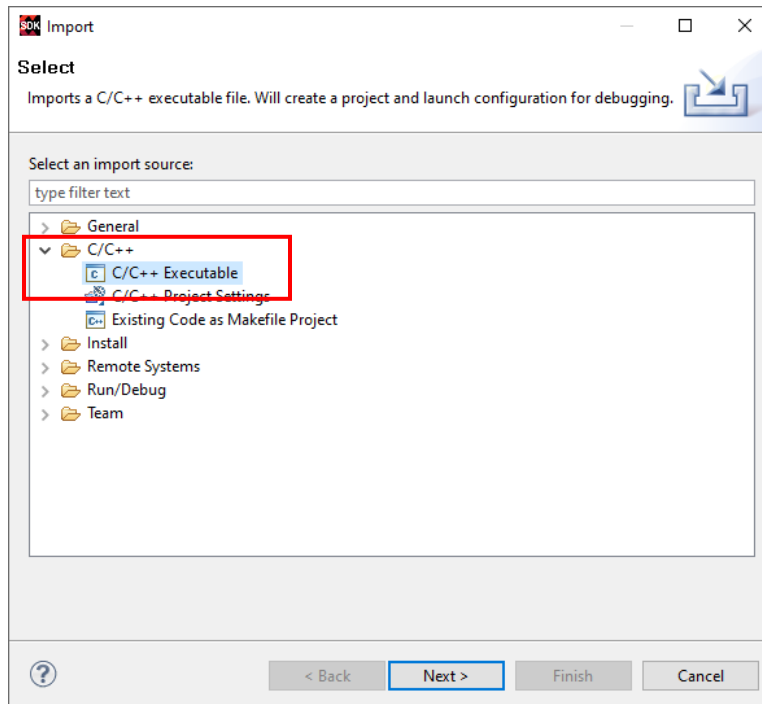 SDK Import
Select
Imports a C/C++ executable file. Will create a project and launch configuration for debugging.
Select an import source:
type filter text
General
C/C++
C C/C++ Executable
C/C++ Project Settings
C++ Existing Code as Makefile Project
Install
Remote Systems
Run/Debug
Team
? < Back Next > Finish Cancel